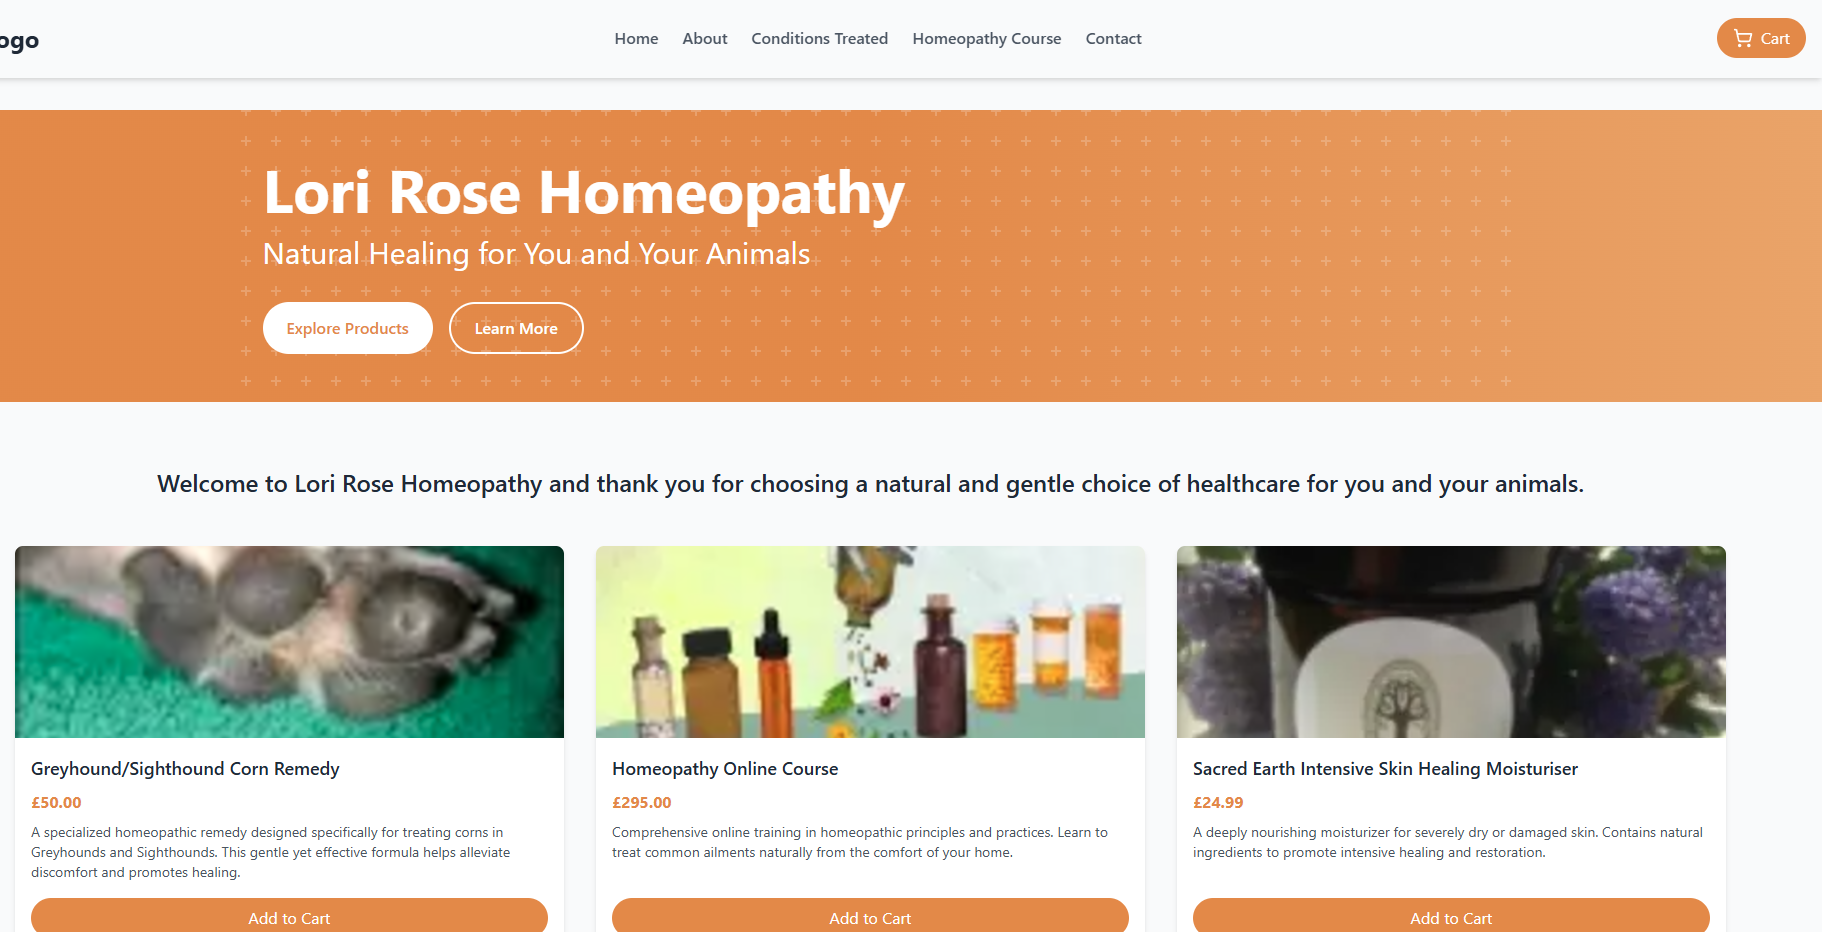 ogo
Home About Conditions Treated Homeopathy Course Contact
Cart
Lori Rose Homeopathy
Natural Healing for You and Your Animals
Explore Products Learn More
Welcome to Lori Rose Homeopathy and thank you for choosing a natural and gentle choice of healthcare for you and your animals.
Greyhound/Sighthound Corn Remedy
£50.00
A specialized homeopathic remedy designed specifically for treating corns in
Greyhounds and Sighthounds. This gentle yet effective formula helps alleviate
discomfort and promotes healing.
Add to Cart
Homeopathy Online Course
£295.00
Comprehensive online training in homeopathic principles and practices. Learn to
treat common ailments naturally from the comfort of your home.
Add to Cart
Sacred Earth Intensive Skin Healing Moisturiser
£24.99
A deeply nourishing moisturizer for severely dry or damaged skin. Contains natural
ingredients to promote intensive healing and restoration.
Add to Cart